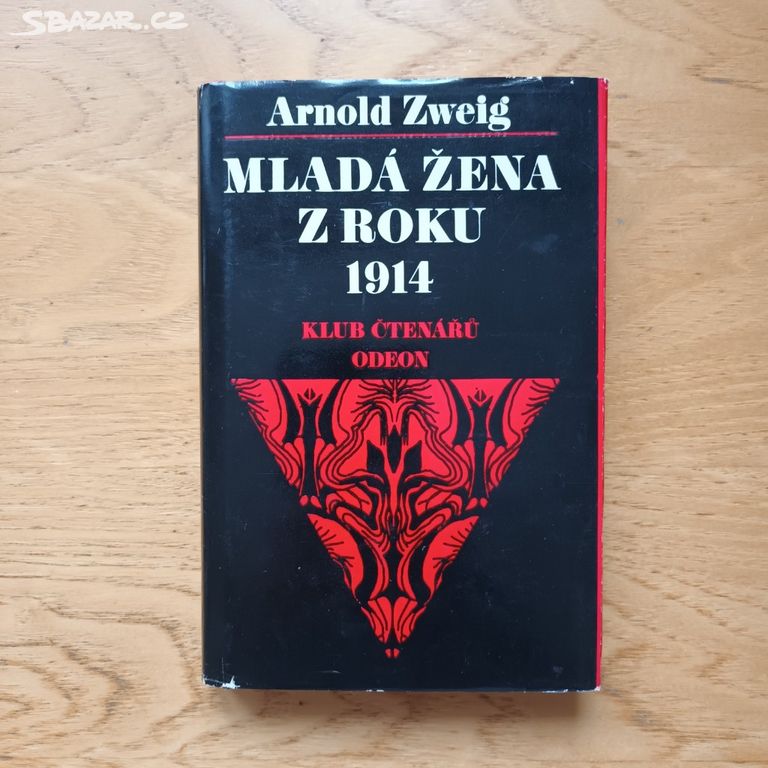 SBAZAR.CZ
Arnold Zweig
MLADÁ ŽENA
Z ROKU
1914
KLUB ČTENÁŘŮ
ODEON